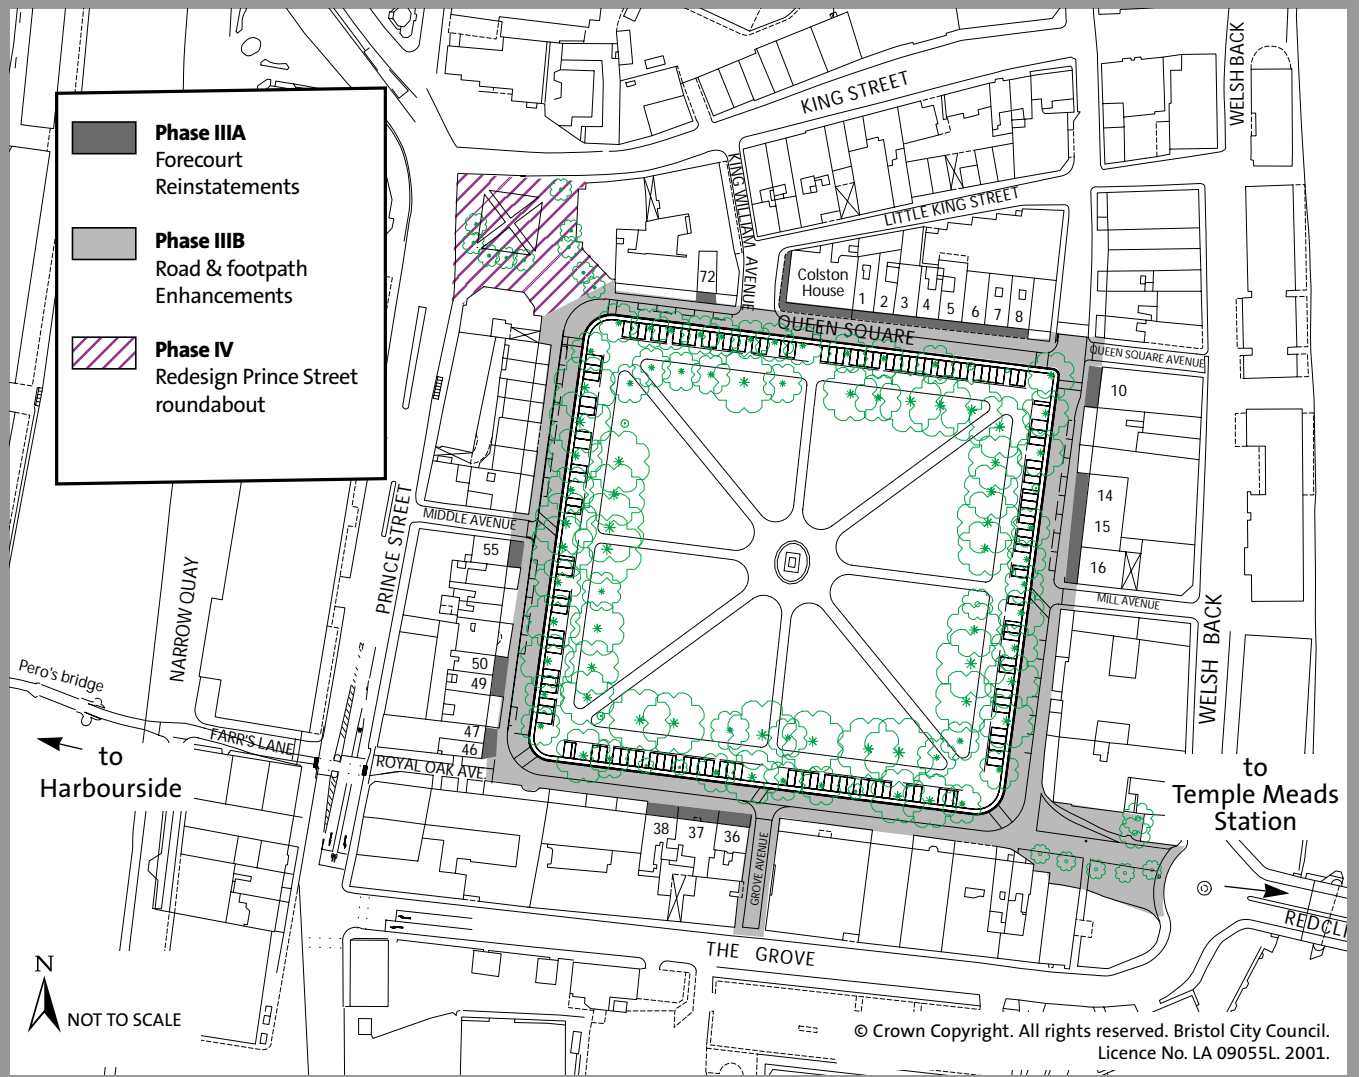 Phase IIIA
Forecourt
Reinstatements
Phase IIIB
Road & footpath
Enhancements
Phase IV
Redesign Prince Street
roundabout
KING STREET
WELSH BACK
KING WILLIAM AVENUE
LITTLE KING STREET
72
Colston
House
1 2 3 4 5 6 7 8
QUEEN SQUARE
QUEEN SQUARE AVENUE
10
14
15
16
MILL AVENUE
WELSH BACK
MIDDLE AVENUE
55
PRINCE STREET
NARROW QUAY
50
49
47
46
Pero's bridge
FARR'S LANE
ROYAL OAK AVE.
to
Harbourside
38 37 36
GROVE AVENUE
to
Temple Meads
Station
THE GROVE
REDCLI
N
NOT TO SCALE
© Crown Copyright. All rights reserved. Bristol City Council.
Licence No. LA 09055L. 2001.